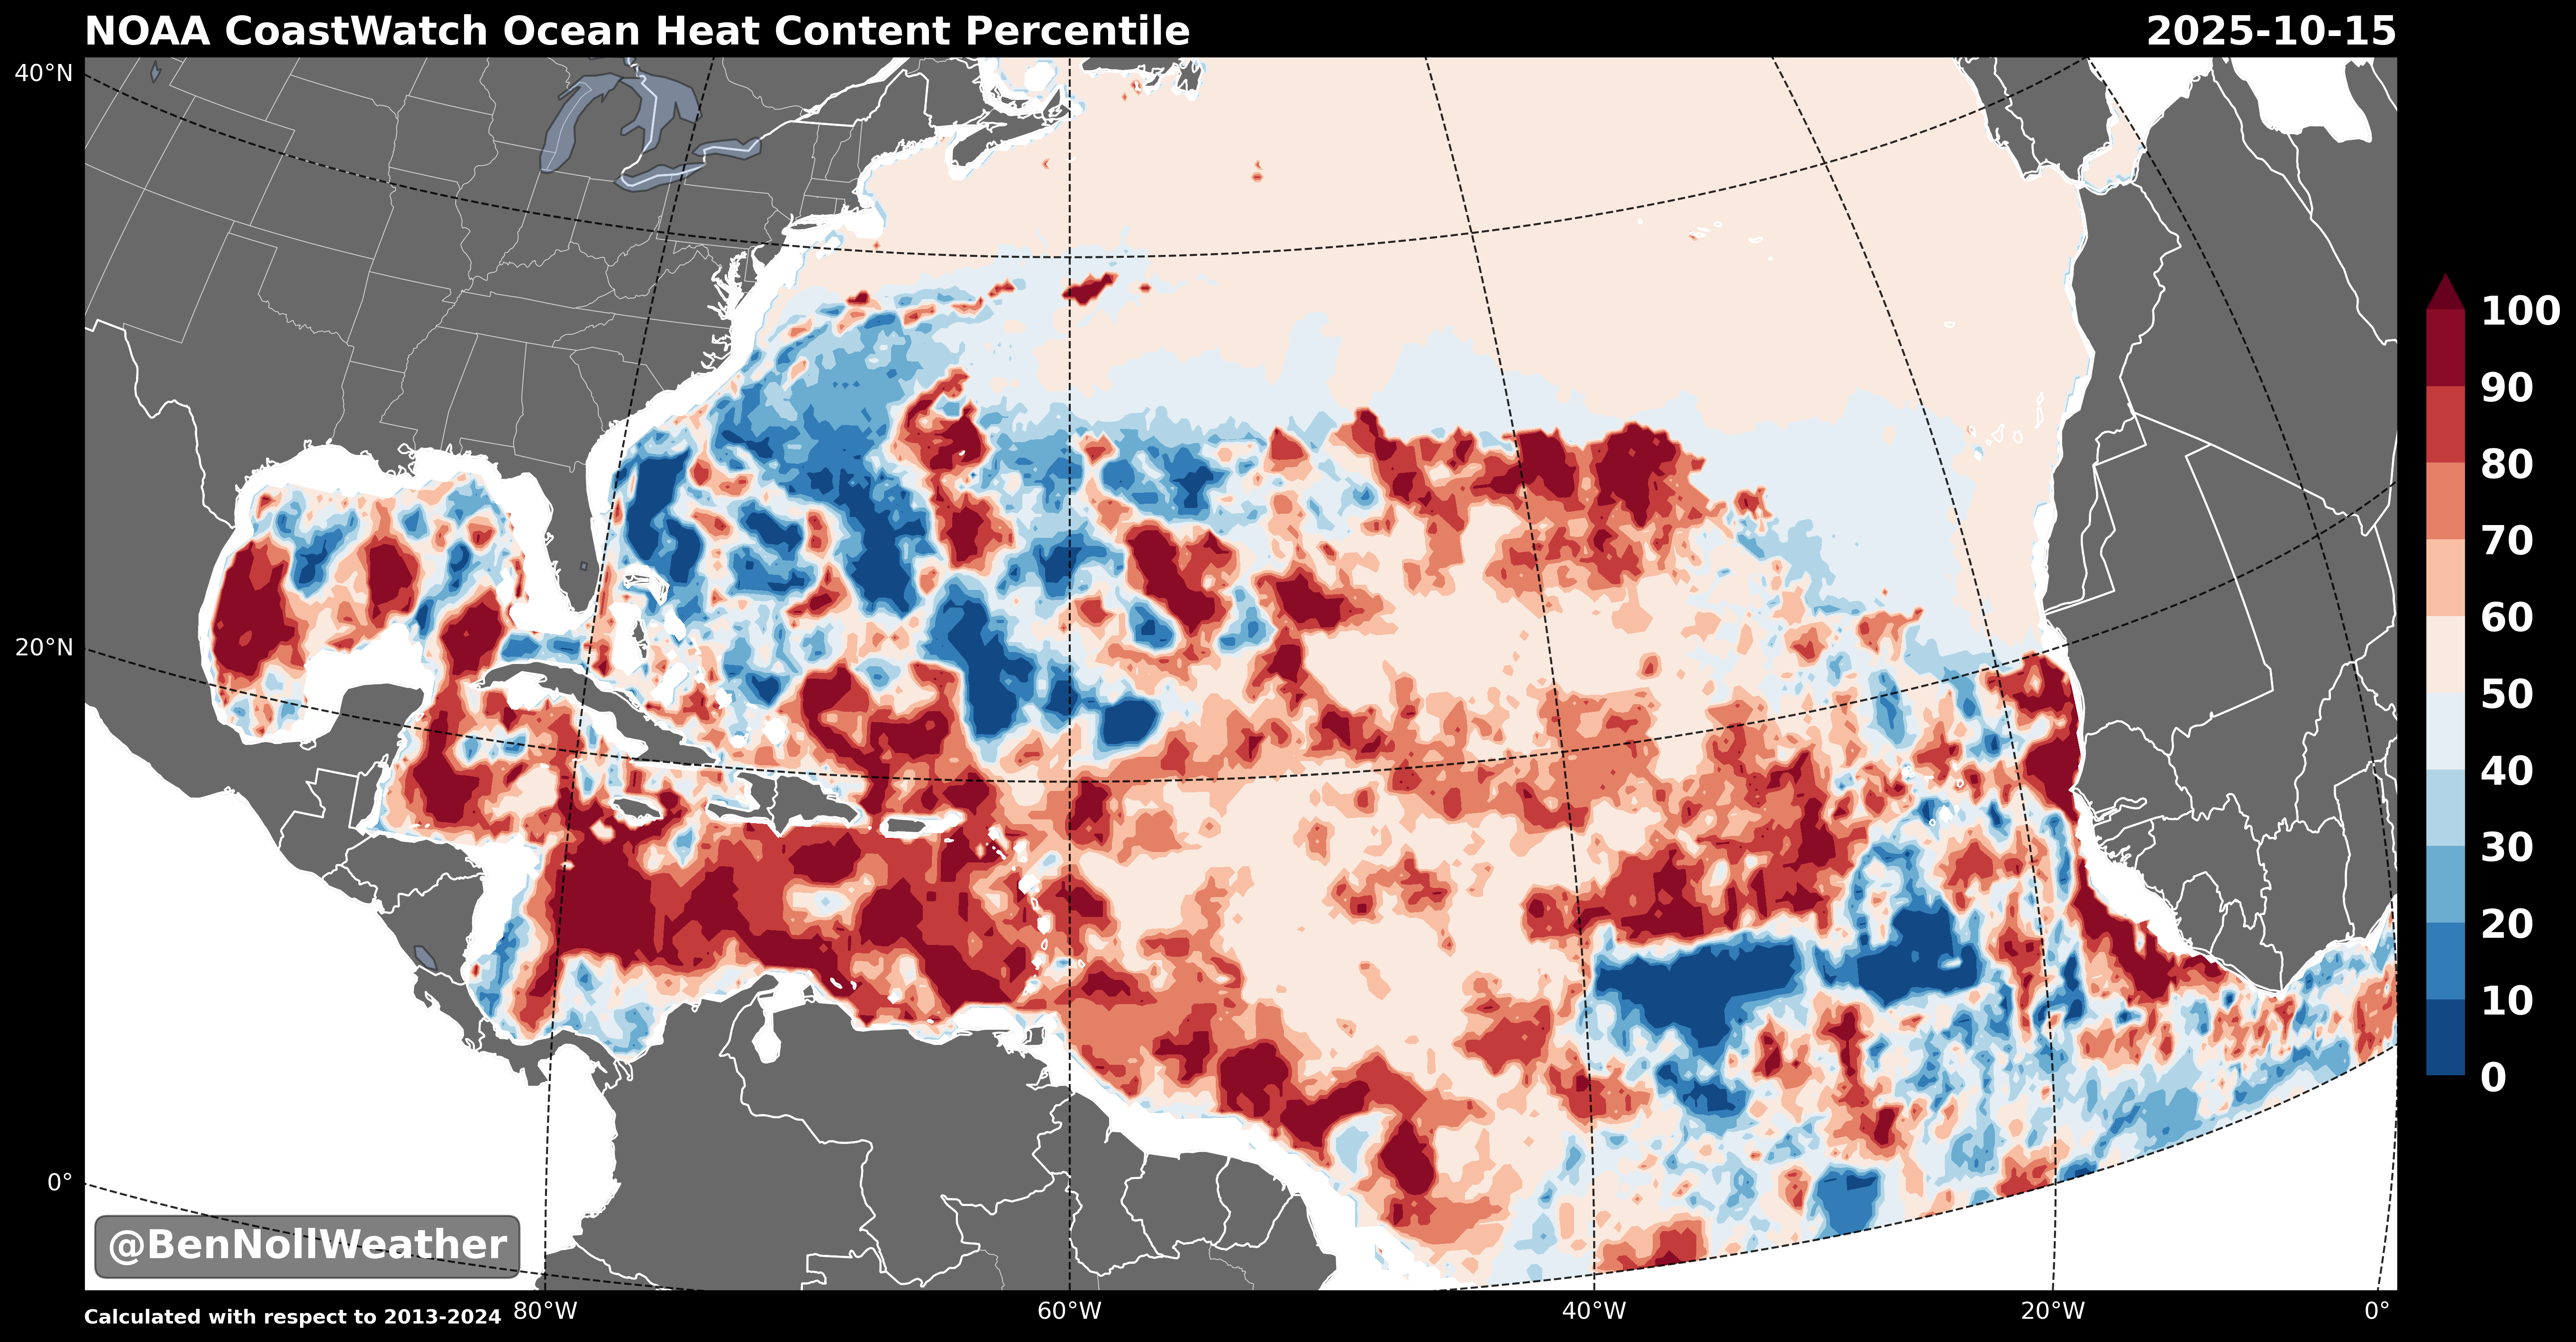 NOAA CoastWatch Ocean Heat Content Percentile
2025-10-15
40°N
20°N
0°
100
90
80
70
60
50
40
30
20
10
0
@BenNollWeather
Calculated with respect to 2013-2024
80°W
60°W
40°W
20°W
0°